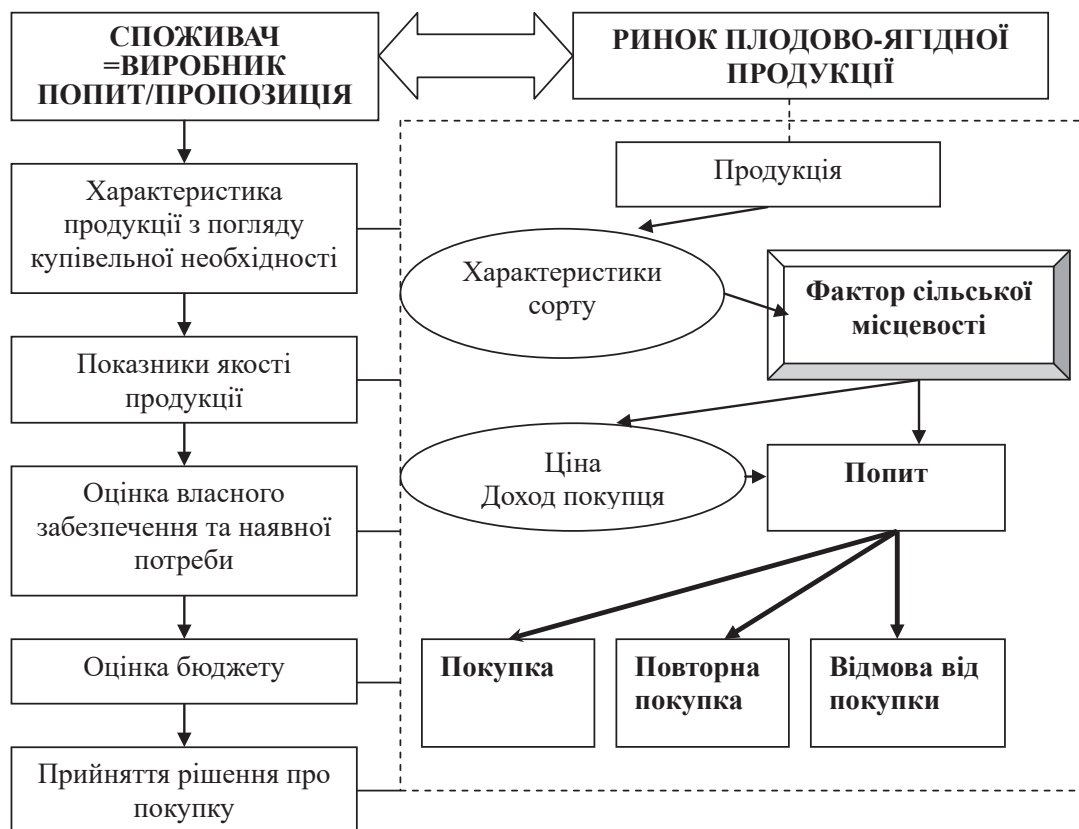 СПОЖИВАЧ
=ВИРОБНИК
ПОПИТ/ПРОПОЗИЦІЯ
РИНОК ПЛОДОВО-ЯГІДНОЇ
ПРОДУКЦІЇ
Характеристика
продукції з погляду
купівельної необхідності
Показники якості
продукції
Оцінка власного
забезпечення та наявної
потреби
Оцінка бюджету
Прийняття рішення про
покупку
Продукція
Характеристики
сорту
Фактор сільської
місцевості
Ціна
Доход покупця
Попит
Покупка
Повторна
покупка
Відмова від
покупки